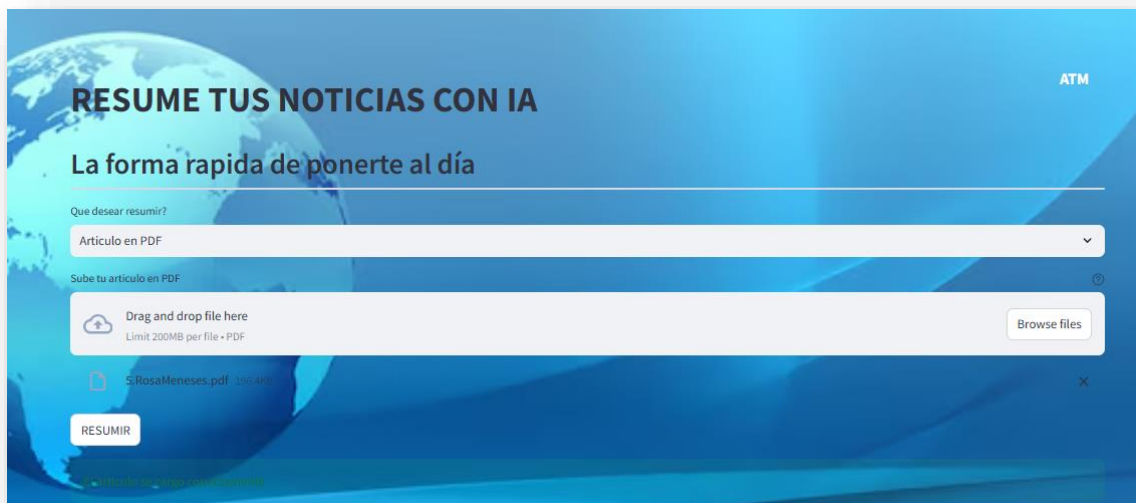 ATM
RESUME TUS NOTICIAS CON IA
La forma rapida de ponerte al día
Que desear resumir?
Articulo en PDF
Sube tu articulo en PDF
Drag and drop file here
Limit 200MB per file • PDF
Browse files
5.RosaMeneses.pdf
RESUMIR